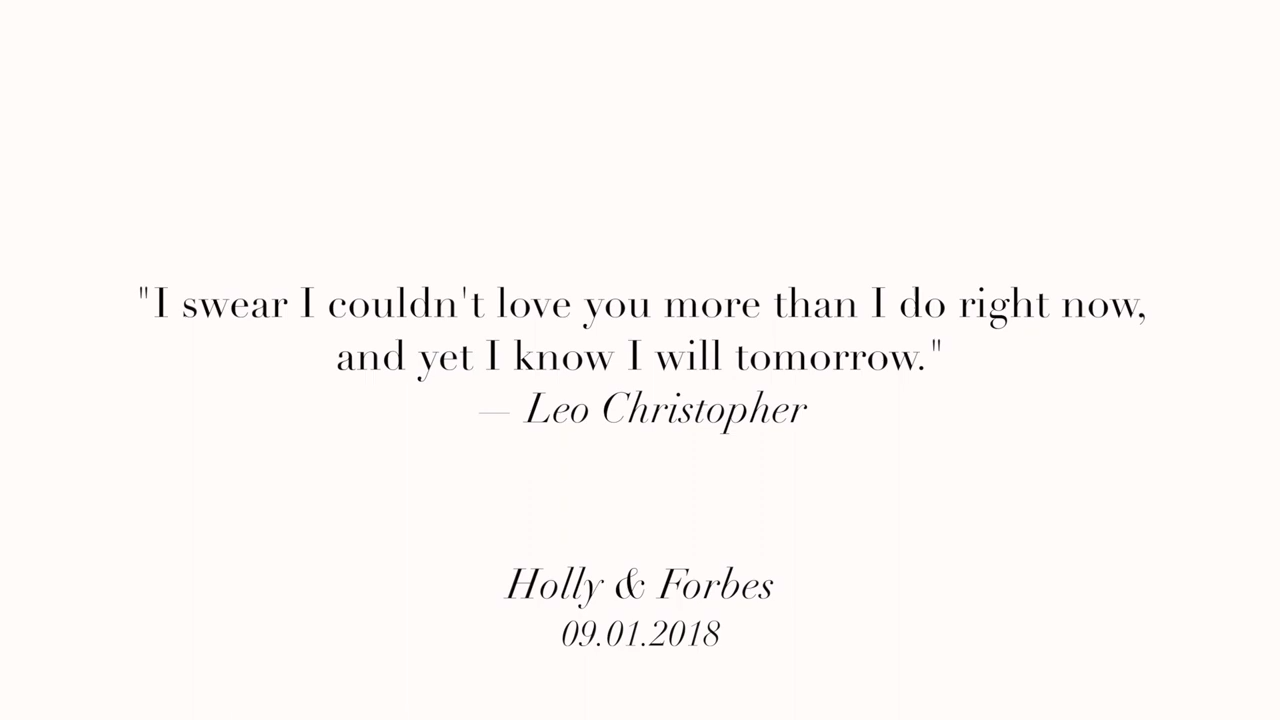 "I swear I couldn't love you more than I do right now,
and yet I know I will tomorrow."
— Leo Christopher
Holly & Forbes
09.01.2018